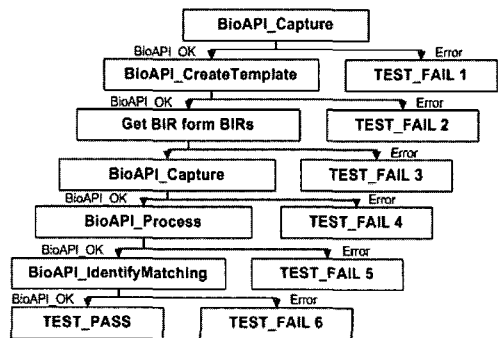 BioAPI_Capture
BioAPI_OK Error
BioAPI_CreateTemplate TEST_FAIL 1
BioAPI_OK Error
Get BIR form BIRs TEST_FAIL 2
BioAPI_OK Error
BioAPI_Capture TEST_FAIL 3
BioAPI_OK Error
BioAPI_Process TEST_FAIL 4
BioAPI_OK Error
BioAPI_IdentifyMatching TEST_FAIL 5
BioAPI_OK Error
TEST_PASS TEST_FAIL 6